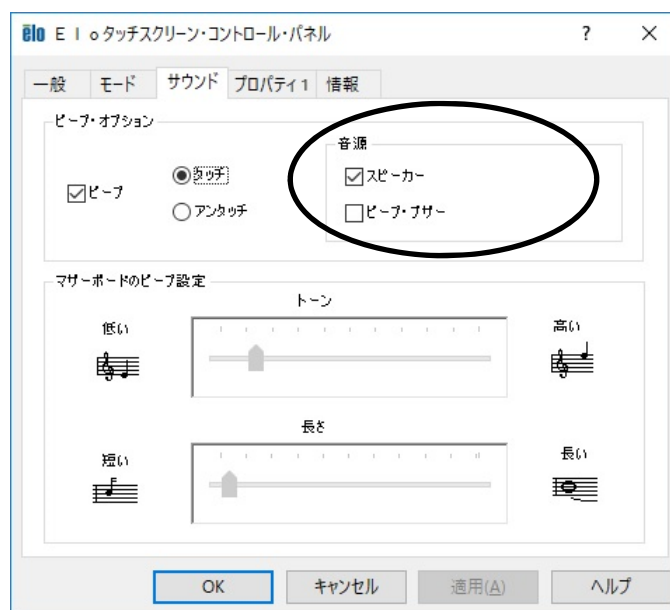 elo Ｅｌｏタッチスクリーン・コントロール・パネル ?
一般 モード サウンド プロパティ1 情報
ビープ・オプション
音源
ビープ
タッチ
アンタッチ
スピーカー
ビープ・ブザー
マザーボードのビープ設定
トーン
低い
高い
長さ
短い
長い
OK キャンセル 適用(A) ヘルプ